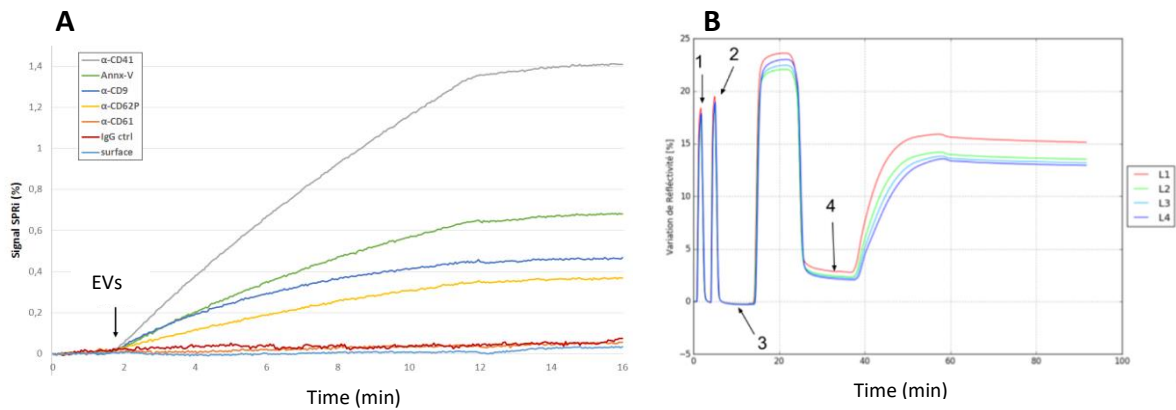 A
Signal SPRi (%)
1,4
1,2
1
0,8
0,6
0,4
0,2
0
α-CD41
Annx-V
α-CD9
α-CD62P
α-CD61
IgG ctrl
surface
EVs
0 2 4 6 8 10 12 14 16
Time (min)
B
Variation de Réfléctivité [%]
25
20
15
10
5
0
−5
1
2
3
4
0 20 40 60 80 100
Time (min)
L1
L2
L3
L4